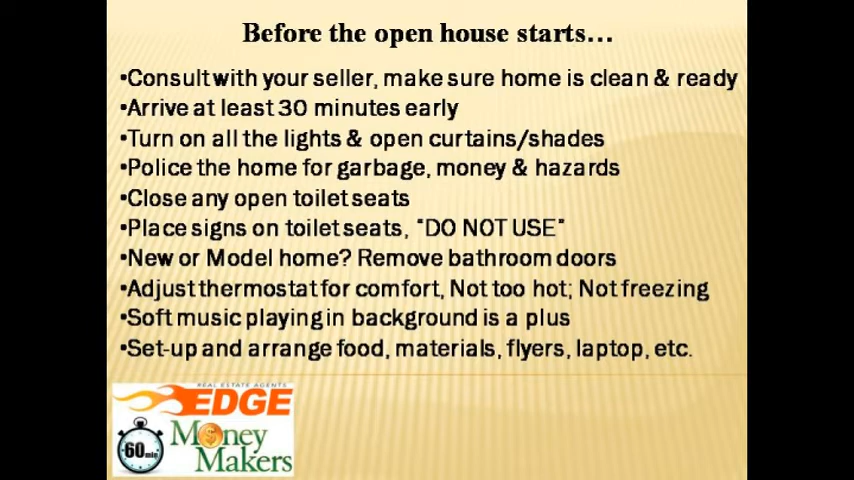 Before the open house starts...
•Consult with your seller, make sure home is clean & ready
•Arrive at least 30 minutes early
•Turn on all the lights & open curtains/shades
•Police the home for garbage, money & hazards
•Close any open toilet seats
•Place signs on toilet seats, "DO NOT USE"
•New or Model home? Remove bathroom doors
•Adjust thermostat for comfort, Not too hot; Not freezing
•Soft music playing in background is a plus
•Set-up and arrange food, materials, flyers, laptop, etc.
REAL ESTATE AGENTS
EDGE
60 min
Money
Makers